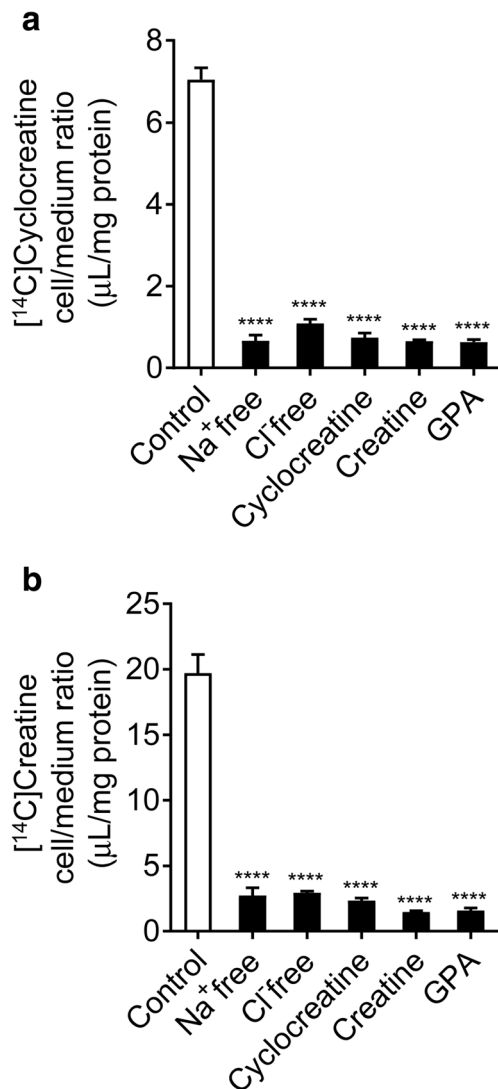 a
[¹⁴C]Cyclocreatine
cell/medium ratio
(µL/mg protein)
8
6
4
2
0
****
****
****
****
****
Control
Na⁺free
Cl⁻free
Cyclocreatine
Creatine
GPA
b
[¹⁴C]Creatine
cell/medium ratio
(µL/mg protein)
25
20
15
10
5
0
****
****
****
****
****
Control
Na⁺free
Cl⁻free
Cyclocreatine
Creatine
GPA